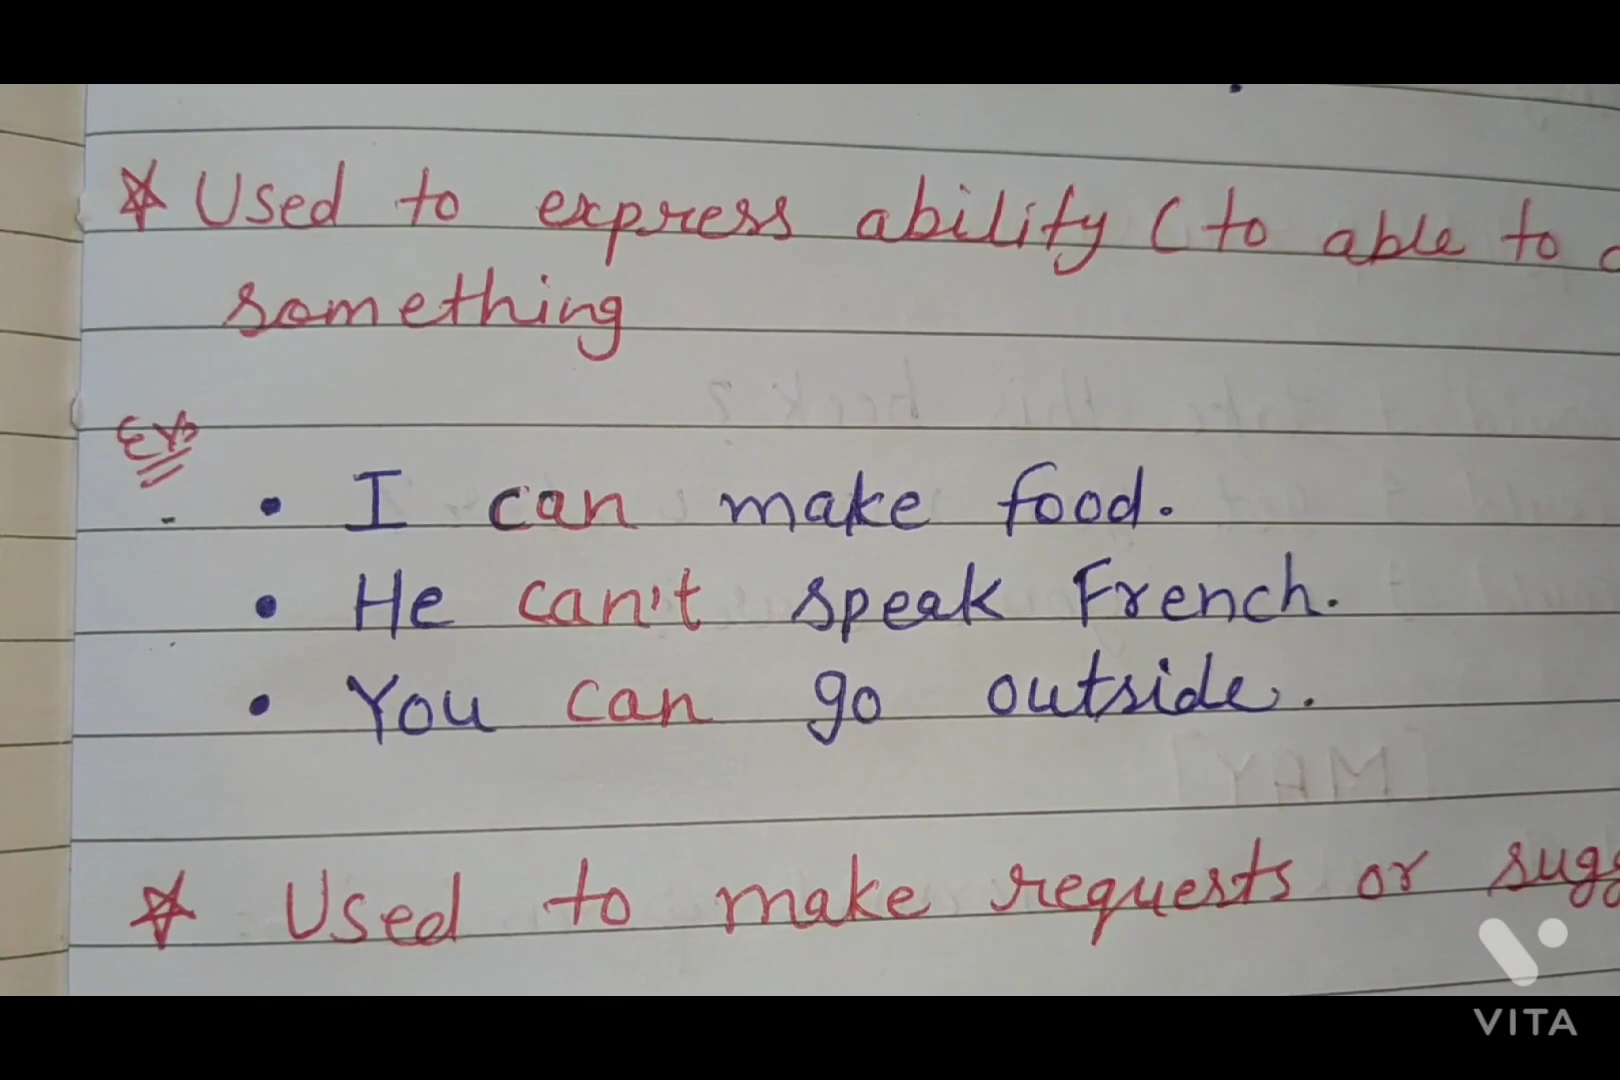 ☆ Used to express ability ( to able to
something
Ex
• I can make food.
• He can't speak French.
• You can go outside.
☆ Used to make requests or
VITA